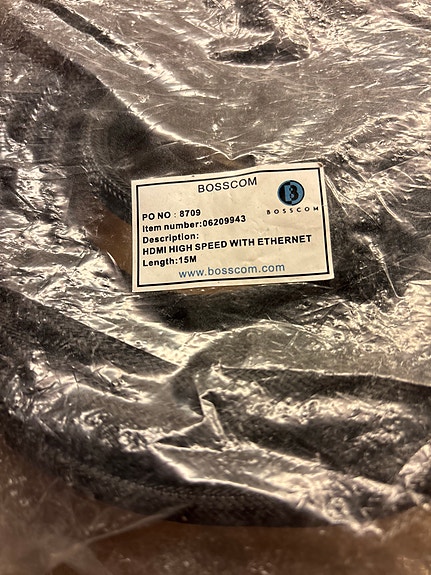 BOSSCOM
B
BOSSCOM
PO NO : 8709
Item number:06209943
Description:
HDMI HIGH SPEED WITH ETHERNET
Length:15M
www.bosscom.com